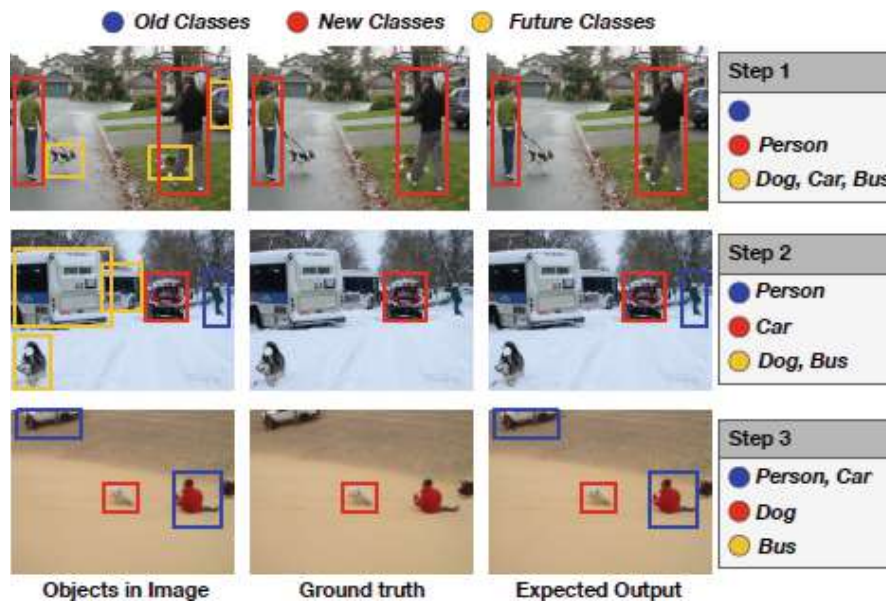 Old Classes New Classes Future Classes
Step 1
Person
Dog, Car, Bus
Step 2
Person
Car
Dog, Bus
Step 3
Person, Car
Dog
Bus
Objects in Image Ground truth Expected Output